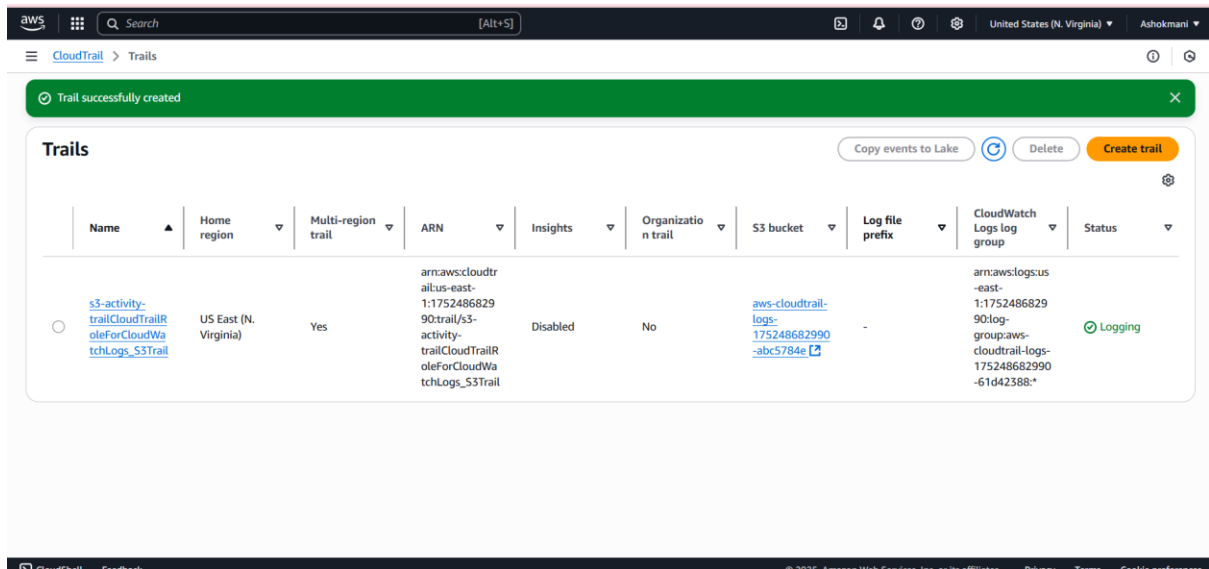 aws
Search
[Alt+S]
United States (N. Virginia)
Ashokmani
CloudTrail > Trails
Trail successfully created
Trails
Copy events to Lake
Delete
Create trail
Name
Home
region
Multi-region
trail
ARN
Insights
Organizatio
n trail
S3 bucket
Log file
prefix
CloudWatch
Logs log
group
Status
s3-activity-
trailCloudTrailR
oleForCloudWa
tchLogs_S3Trail
US East (N.
Virginia)
Yes
arn:aws:cloudtr
ail:us-east-
1:1752486829
90:trail/s3-
activity-
trailCloudTrailR
oleForCloudWa
tchLogs_S3Trail
Disabled
No
aws-cloudtrail-
logs-
175248682990
-abc5784e
-
arn:aws:logs:us
-east-
1:1752486829
90:log-
group:aws-
cloudtrail-logs-
175248682990
-61d42388:*
Logging
CloudShell
Feedback
© 2025, Amazon Web Services, Inc. or its affiliates.
Privacy
Terms
Cookie preferences